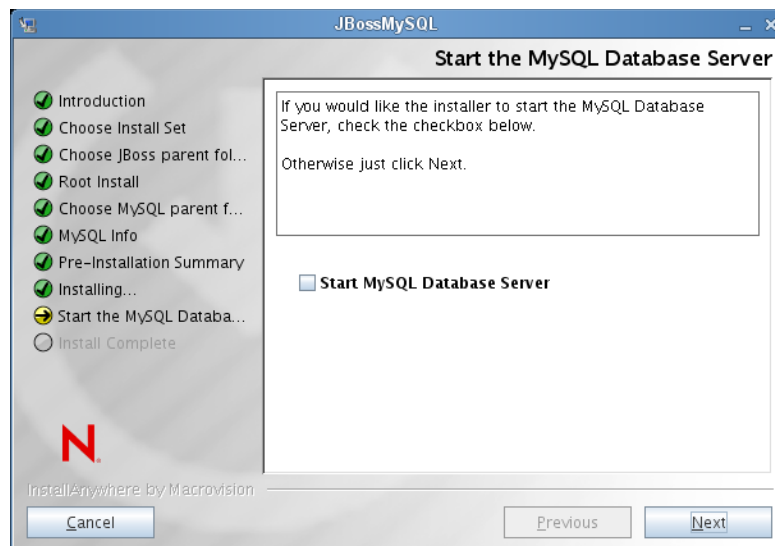 JBossMySQL
Start the MySQL Database Server
Introduction
Choose Install Set
Choose JBoss parent fol...
Root Install
Choose MySQL parent f...
MySQL Info
Pre-Installation Summary
Installing...
Start the MySQL Databa...
Install Complete
If you would like the installer to start the MySQL Database
Server, check the checkbox below.
Otherwise just click Next.
Start MySQL Database Server
N
InstallAnywhere by Macrovision
Cancel
Previous
Next